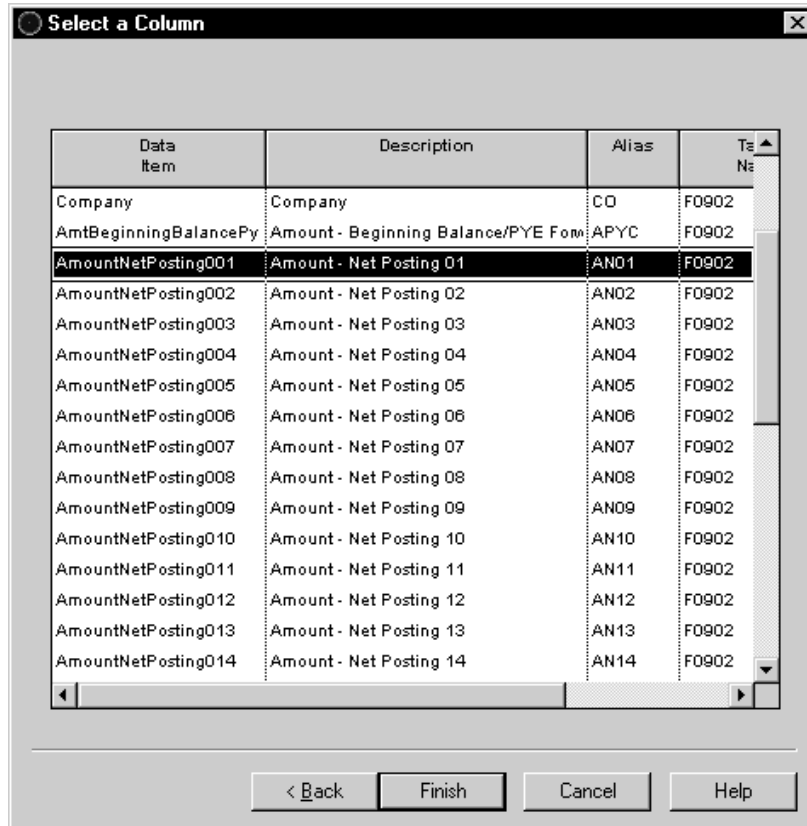 Select a Column
Data Item Description Alias Ta Na
Company Company CO F0902
AmtBeginningBalancePy Amount - Beginning Balance/PYE Forw APYC F0902
AmountNetPosting001 Amount - Net Posting 01 AN01 F0902
AmountNetPosting002 Amount - Net Posting 02 AN02 F0902
AmountNetPosting003 Amount - Net Posting 03 AN03 F0902
AmountNetPosting004 Amount - Net Posting 04 AN04 F0902
AmountNetPosting005 Amount - Net Posting 05 AN05 F0902
AmountNetPosting006 Amount - Net Posting 06 AN06 F0902
AmountNetPosting007 Amount - Net Posting 07 AN07 F0902
AmountNetPosting008 Amount - Net Posting 08 AN08 F0902
AmountNetPosting009 Amount - Net Posting 09 AN09 F0902
AmountNetPosting010 Amount - Net Posting 10 AN10 F0902
AmountNetPosting011 Amount - Net Posting 11 AN11 F0902
AmountNetPosting012 Amount - Net Posting 12 AN12 F0902
AmountNetPosting013 Amount - Net Posting 13 AN13 F0902
AmountNetPosting014 Amount - Net Posting 14 AN14 F0902
< Back Finish Cancel Help